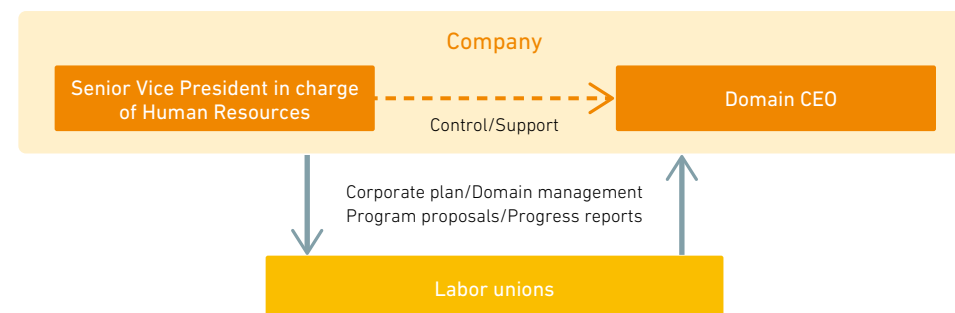 Company
Senior Vice President in charge
of Human Resources
Domain CEO
Control/Support
Corporate plan/Domain management
Program proposals/Progress reports
Labor unions